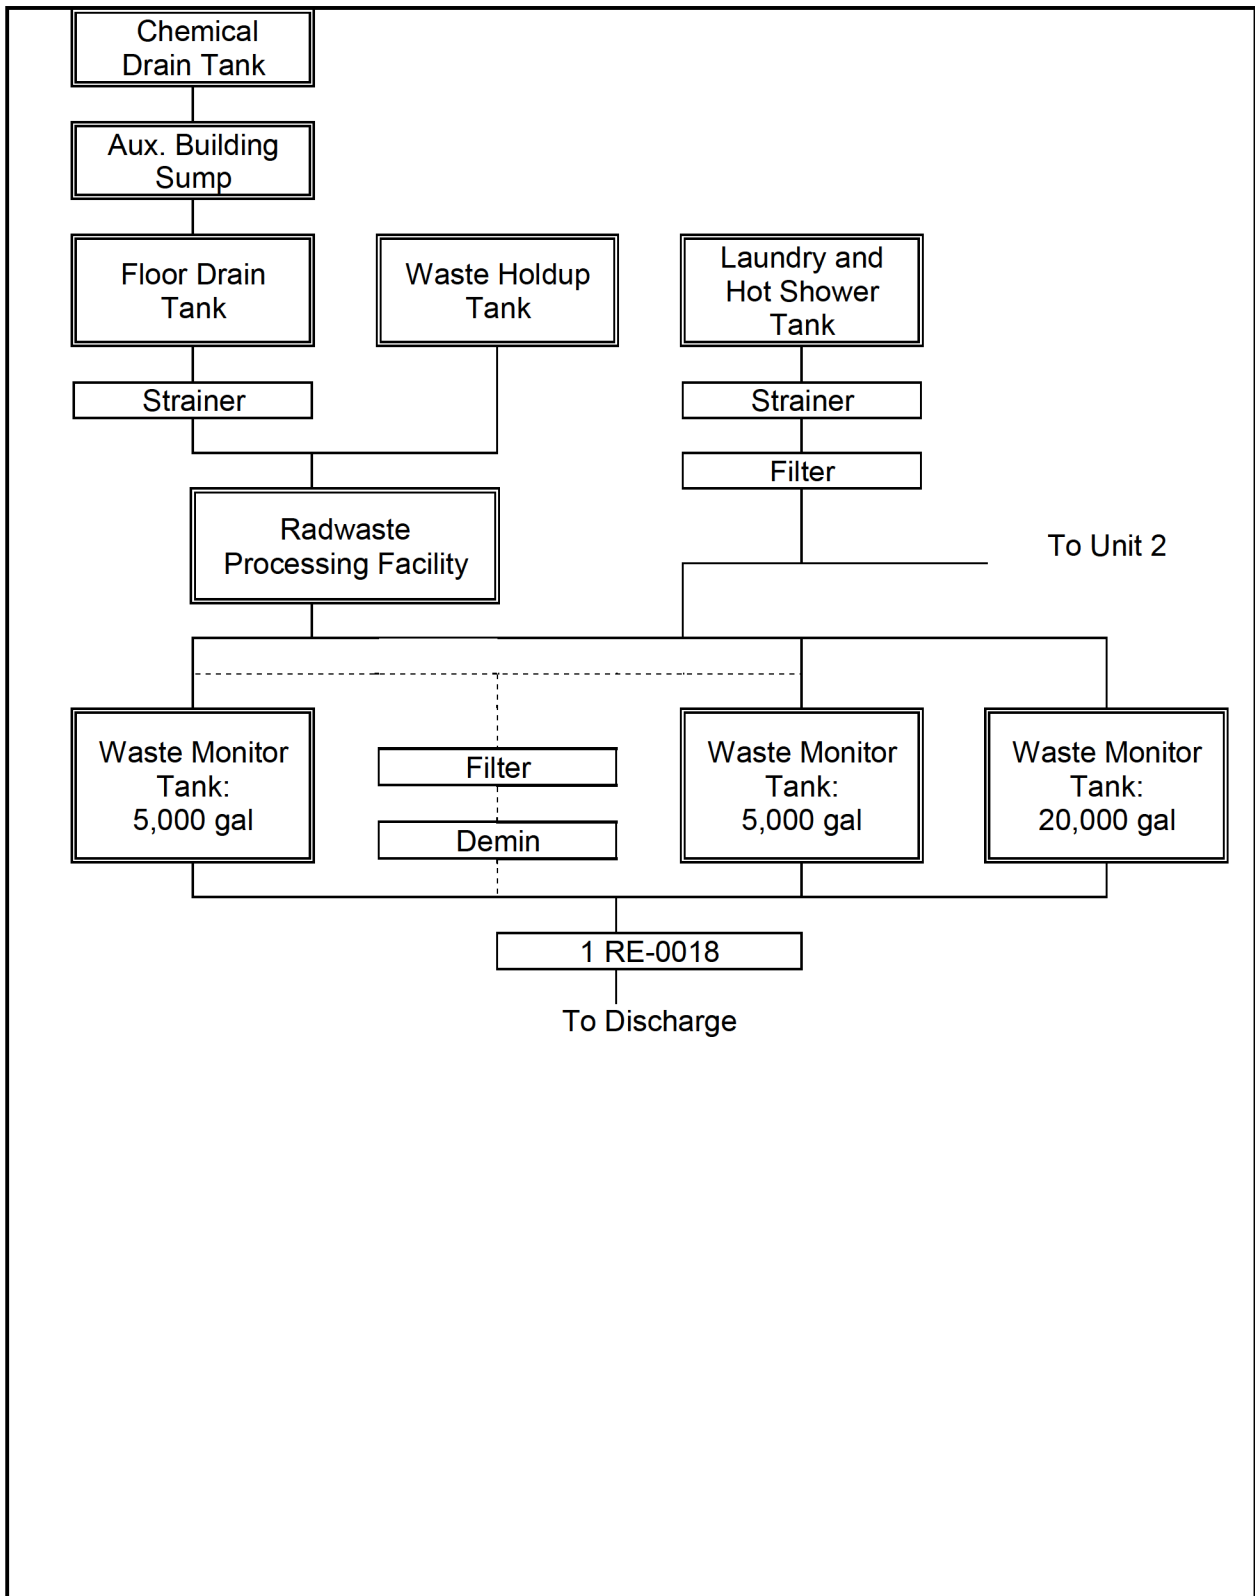 Chemical
Drain Tank
Aux. Building
Sump
Floor Drain
Tank
Waste Holdup
Tank
Laundry and
Hot Shower
Tank
Strainer
Strainer
Filter
Radwaste
Processing Facility
To Unit 2
Waste Monitor
Tank:
5,000 gal
Filter
Demin
Waste Monitor
Tank:
5,000 gal
Waste Monitor
Tank:
20,000 gal
1 RE-0018
To Discharge